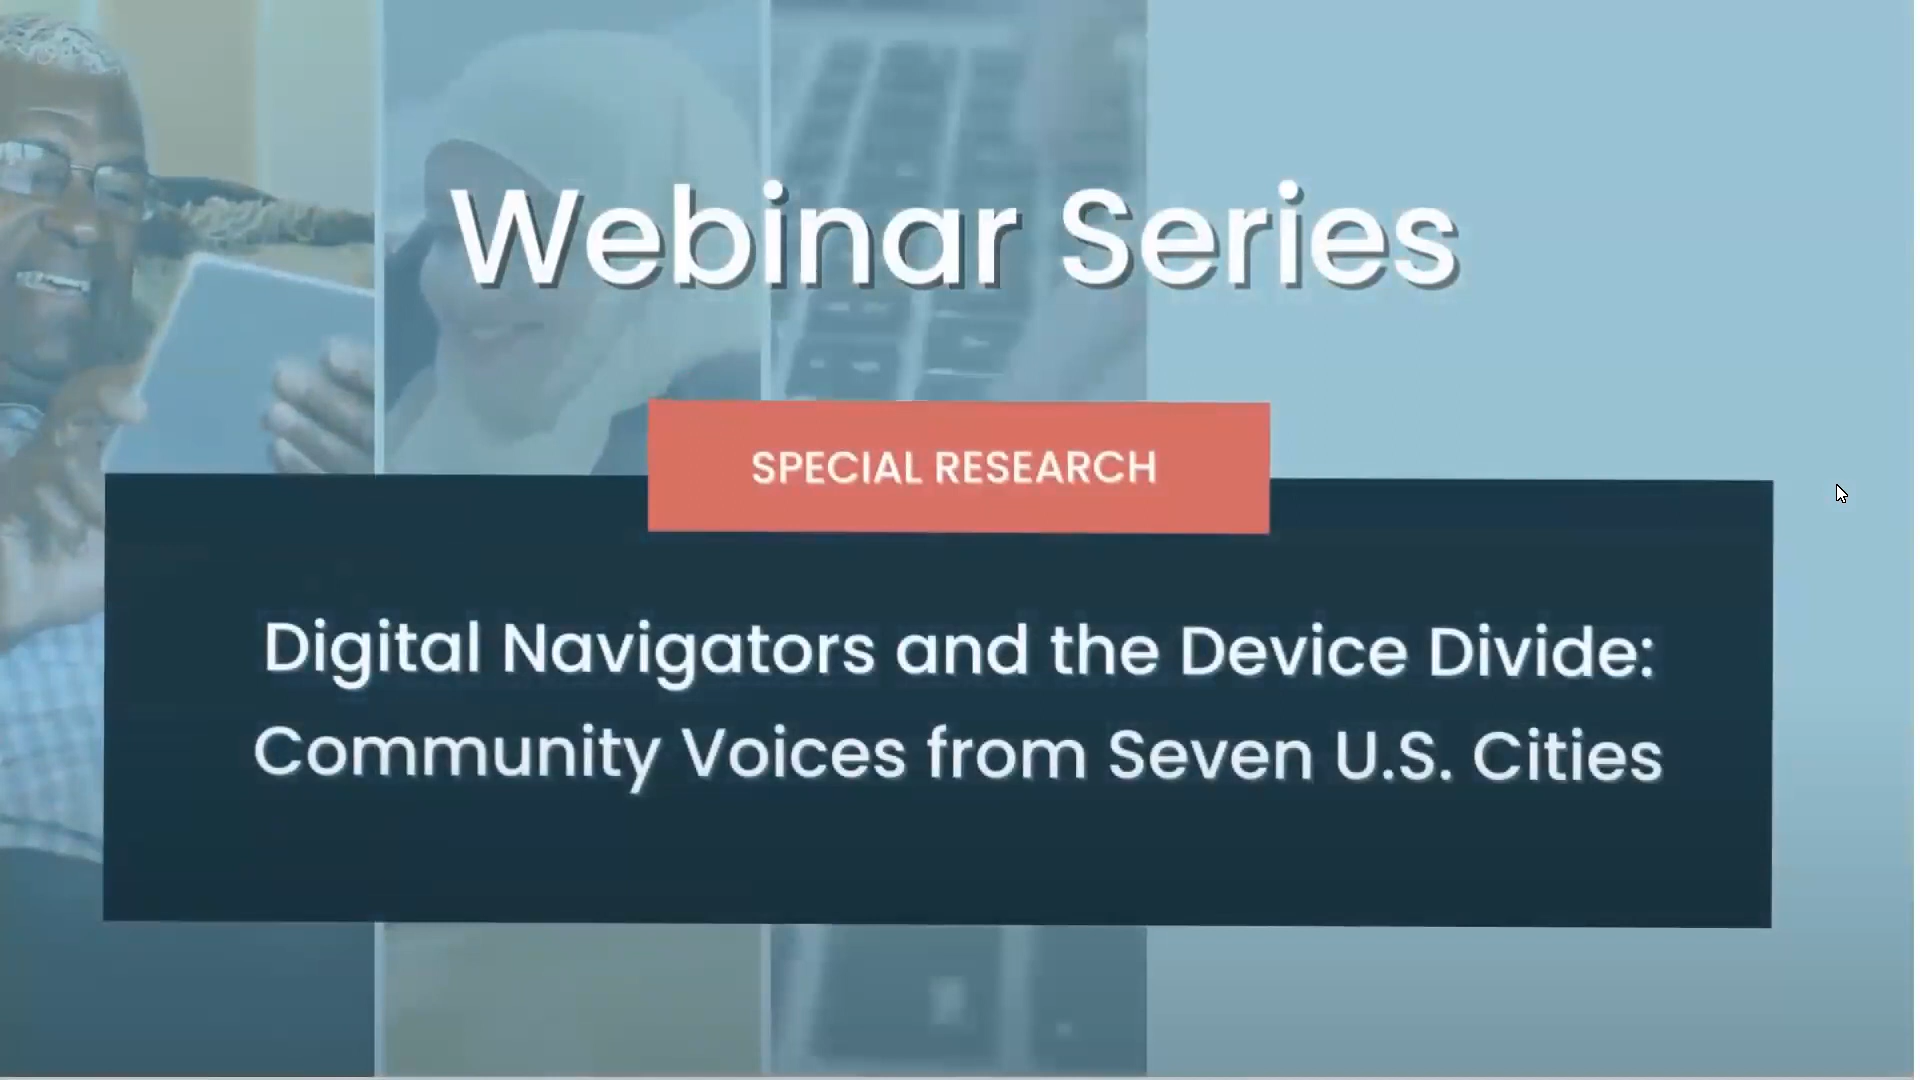 Webinar Series
SPECIAL RESEARCH
Digital Navigators and the Device Divide:
Community Voices from Seven U.S. Cities